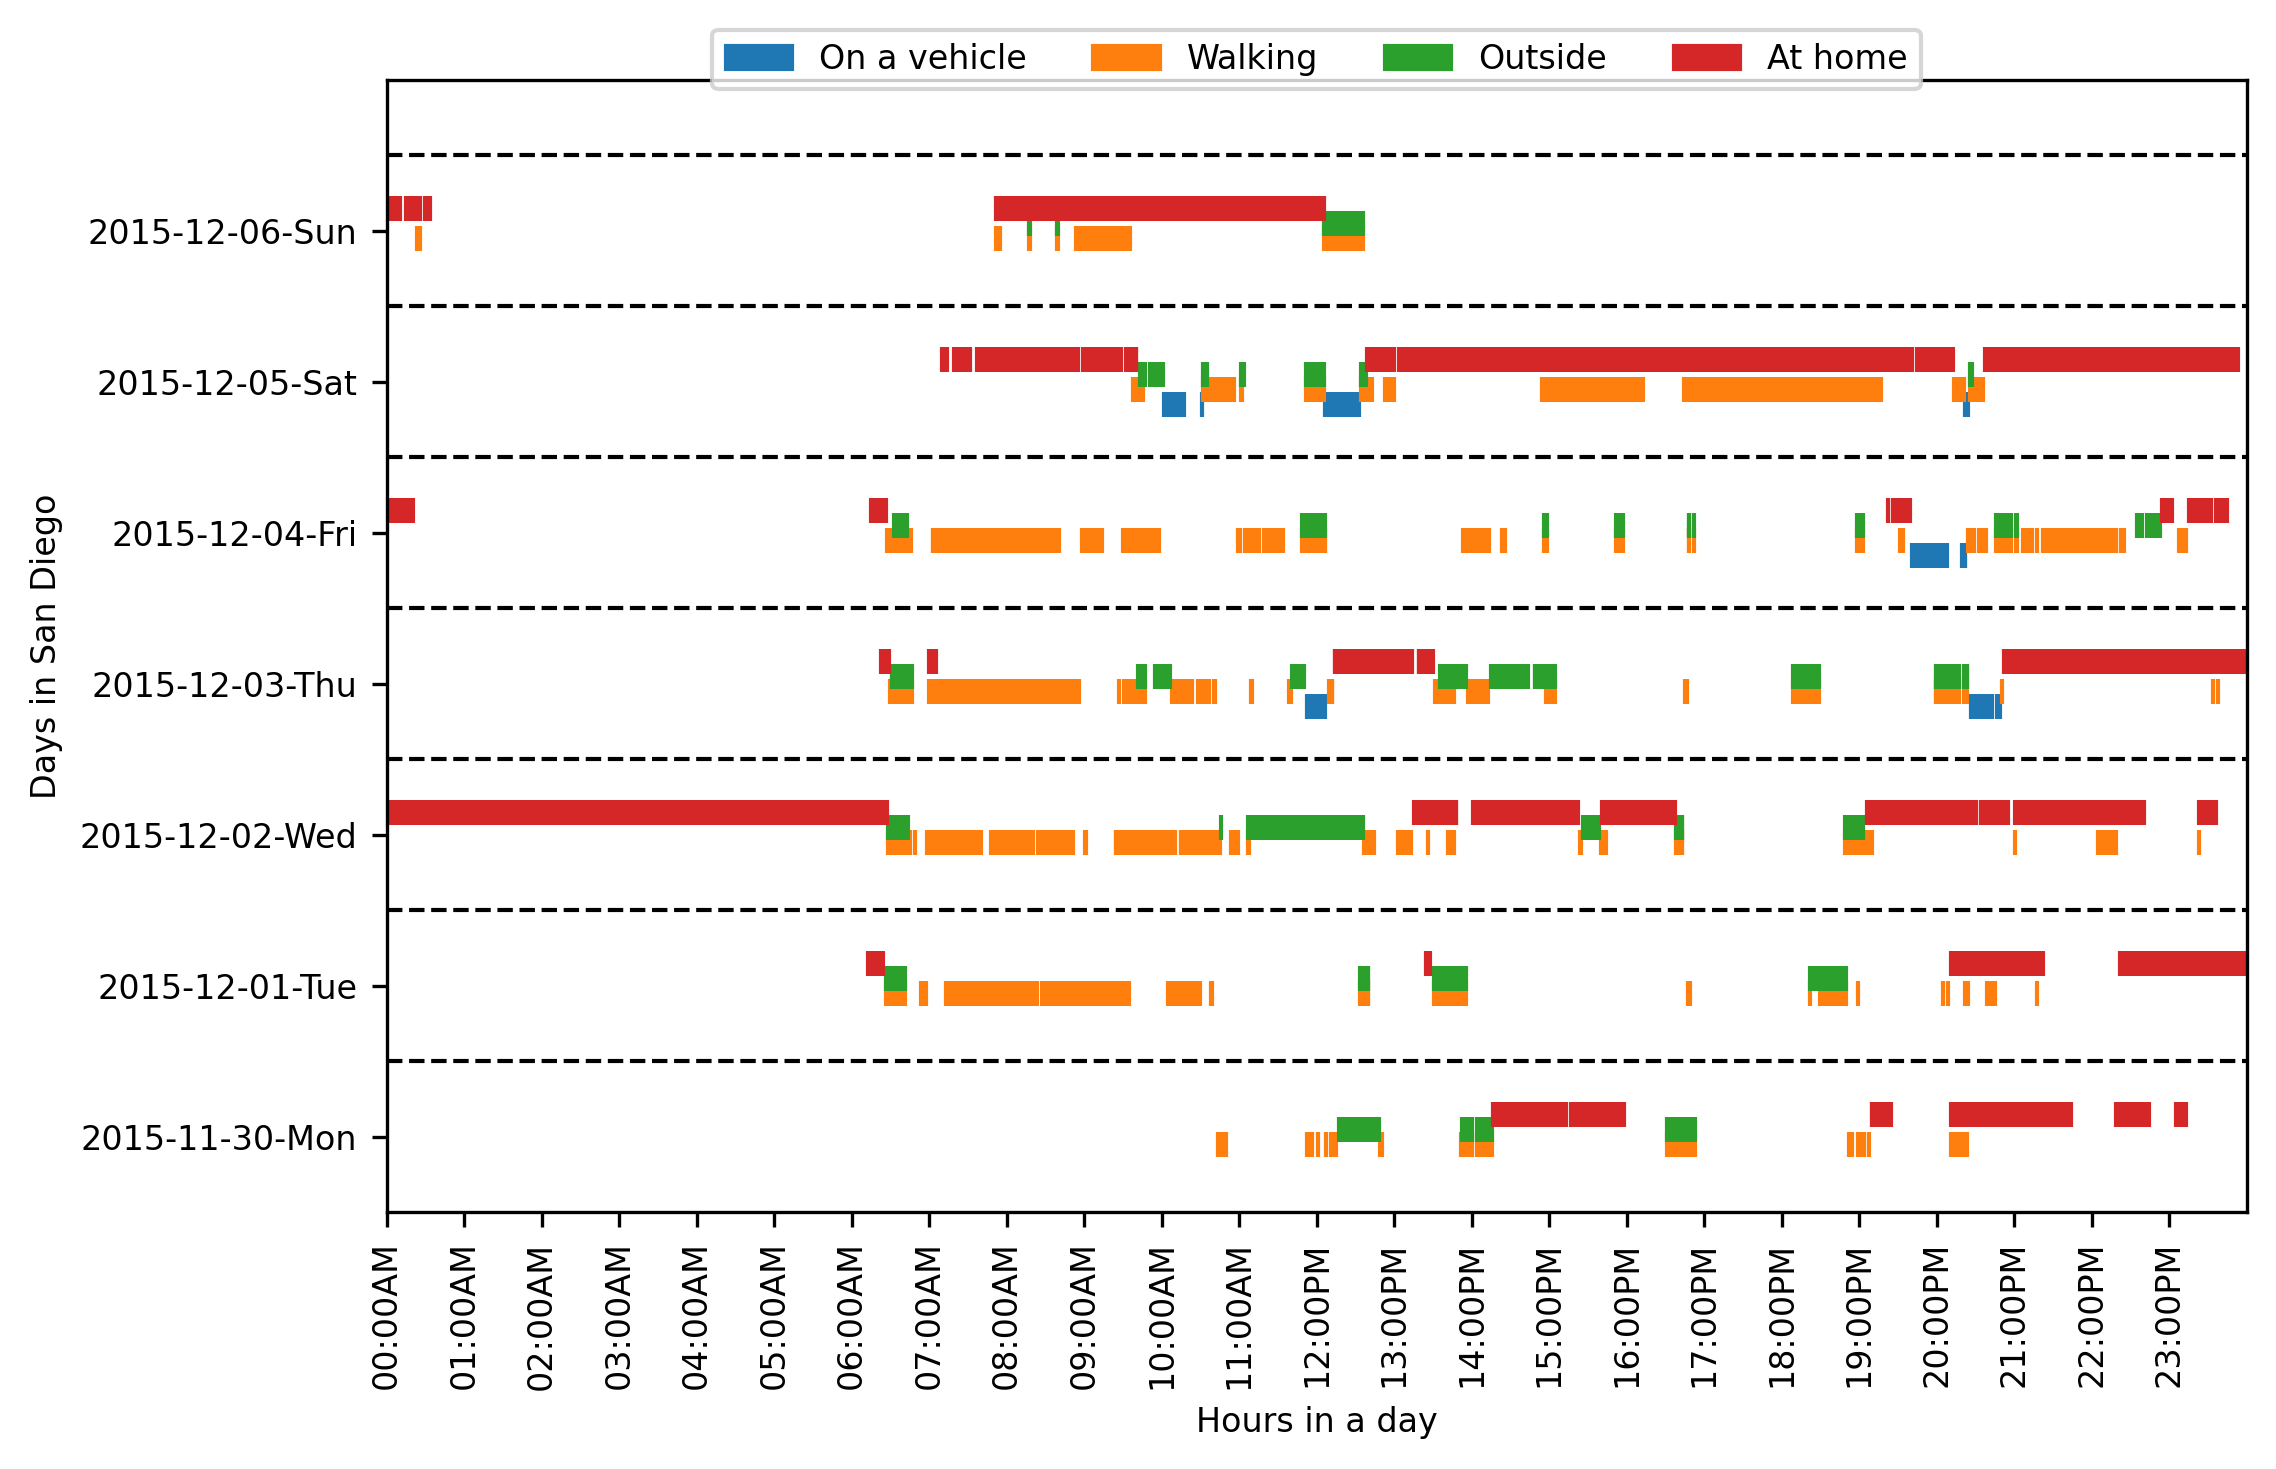 On a vehicle Walking Outside At home
Days in San Diego
2015-12-06-Sun
2015-12-05-Sat
2015-12-04-Fri
2015-12-03-Thu
2015-12-02-Wed
2015-12-01-Tue
2015-11-30-Mon
00:00AM 01:00AM 02:00AM 03:00AM 04:00AM 05:00AM 06:00AM 07:00AM 08:00AM 09:00AM 10:00AM 11:00AM 12:00PM 13:00PM 14:00PM 15:00PM 16:00PM 17:00PM 18:00PM 19:00PM 20:00PM 21:00PM 22:00PM 23:00PM
Hours in a day